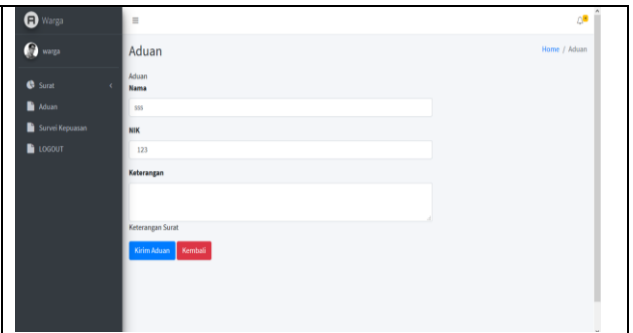 Warga
warga
Surat
Aduan
Survei Kepuasan
LOGOUT
Aduan
Home / Aduan
Aduan
Nama
sos
NIK
123
Keterangan
Keterangan Surat
Kirim Aduan
Kembali